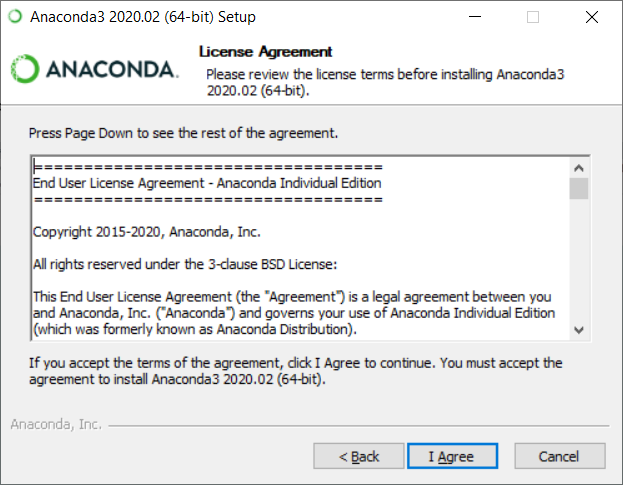 Anaconda3 2020.02 (64-bit) Setup
ANACONDA.
License Agreement
Please review the license terms before installing Anaconda3
2020.02 (64-bit).
Press Page Down to see the rest of the agreement.
===================================
End User License Agreement - Anaconda Individual Edition
===================================
Copyright 2015-2020, Anaconda, Inc.
All rights reserved under the 3-clause BSD License:
This End User License Agreement (the "Agreement") is a legal agreement between you
and Anaconda, Inc. ("Anaconda") and governs your use of Anaconda Individual Edition
(which was formerly known as Anaconda Distribution).
If you accept the terms of the agreement, click I Agree to continue. You must accept the
agreement to install Anaconda3 2020.02 (64-bit).
Anaconda, Inc.
< Back
I Agree
Cancel